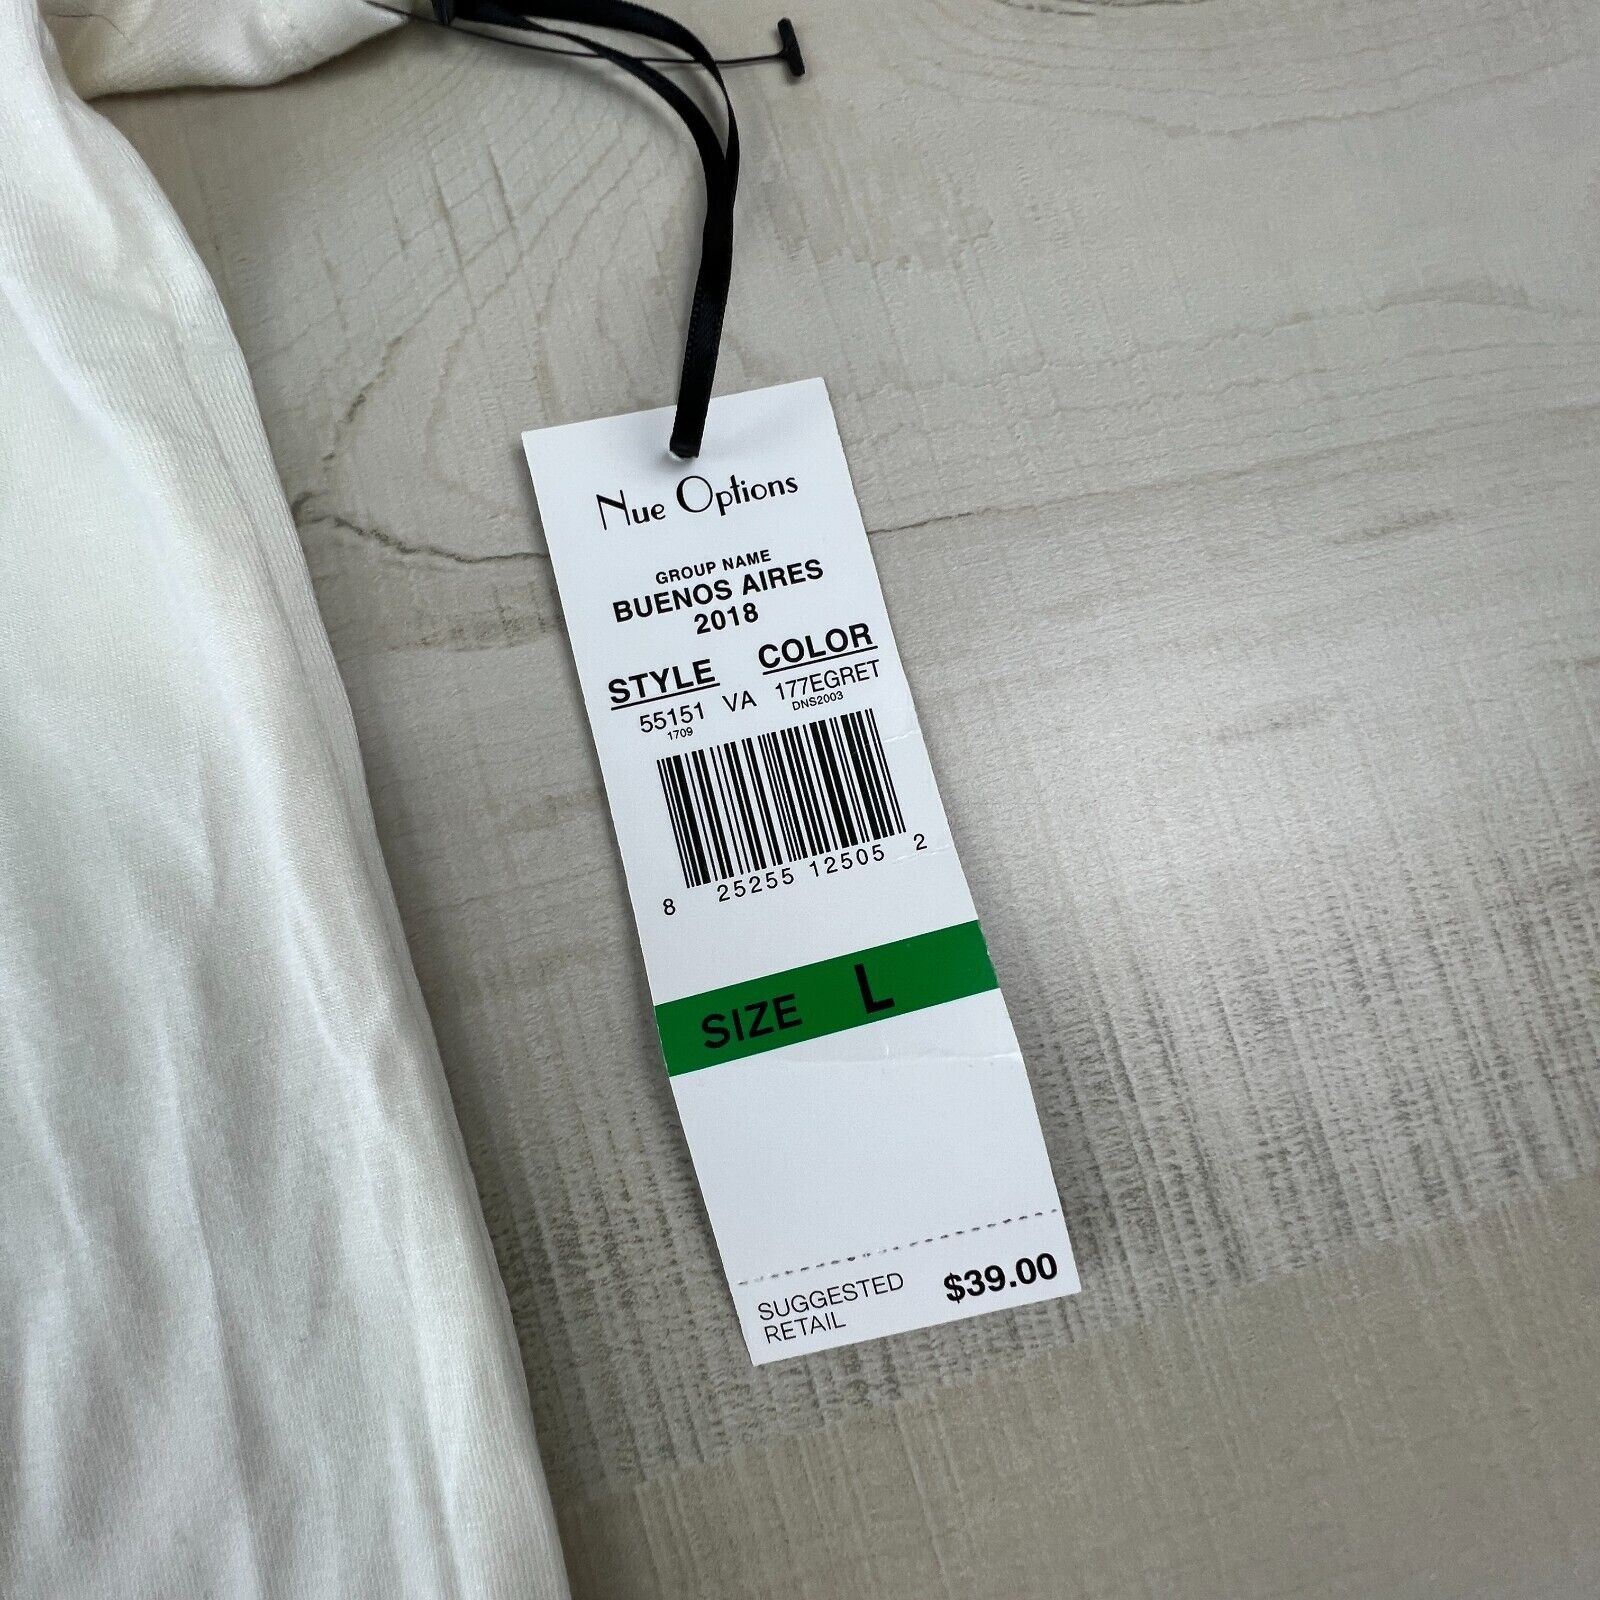 Nue Options
GROUP NAME
BUENOS AIRES
2018
STYLE COLOR
55151 VA 177EGRET
1709 DNS2003
8 25255 12505 2
SIZE L
SUGGESTED RETAIL $39.00